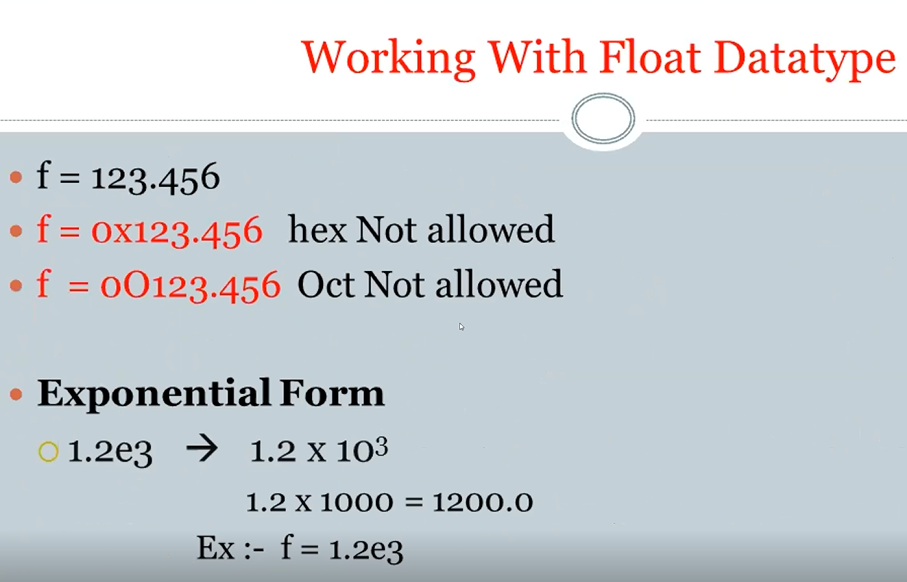 Working With Float Datatype
• f = 123.456
• f = 0x123.456 hex Not allowed
• f = 0O123.456 Oct Not allowed
• Exponential Form
○ 1.2e3 → 1.2 x 10³
1.2 x 1000 = 1200.0
Ex :- f = 1.2e3